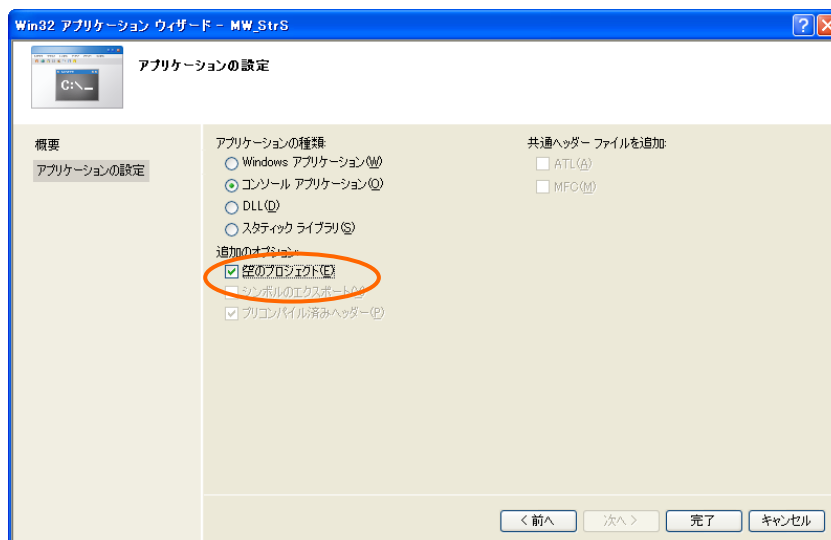 Win32 アプリケーション ウィザード - MW_StrS
C:\_
アプリケーションの設定
概要
アプリケーションの設定
アプリケーションの種類:
Windows アプリケーション(W)
コンソール アプリケーション(O)
DLL(D)
スタティック ライブラリ(S)
追加のオプション:
空のプロジェクト(E)
シンボルのエクスポート(X)
プリコンパイル済みヘッダー(P)
共通ヘッダー ファイルを追加:
ATL(A)
MFC(M)
< 前へ
次へ >
完了
キャンセル